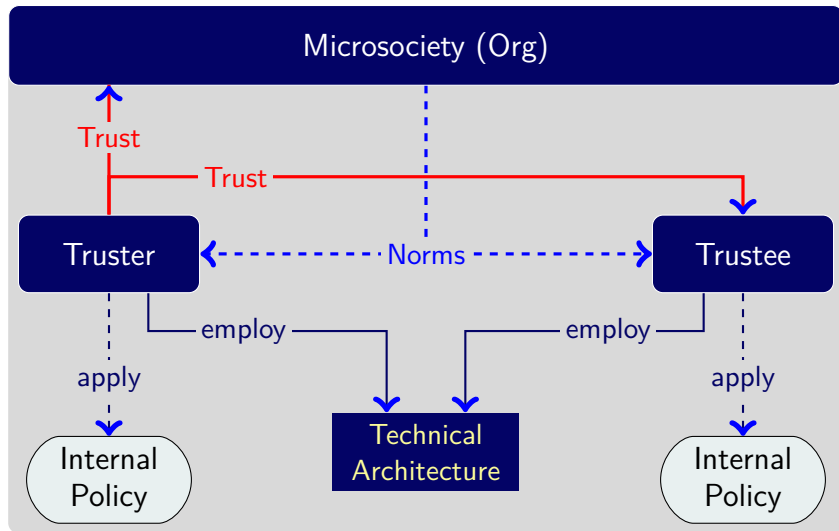 Microsociety (Org)
Trust
Trust
Truster
Norms
Trustee
employ
employ
apply
apply
Technical
Architecture
Internal
Policy
Internal
Policy